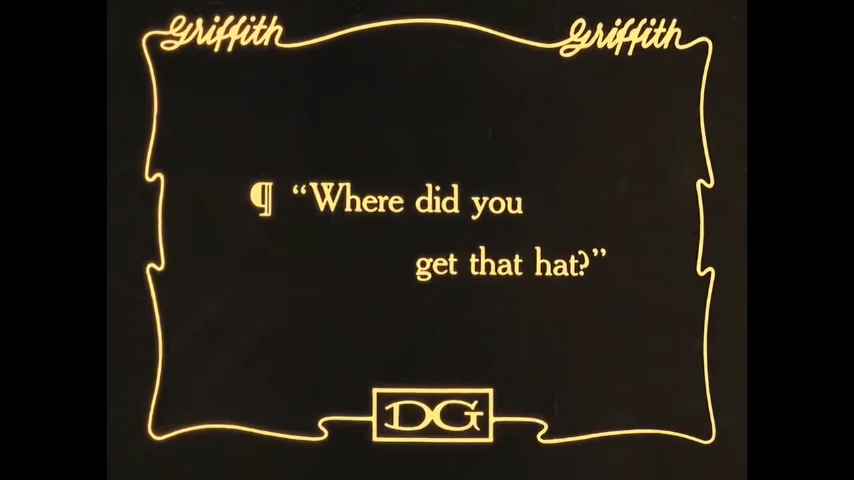 Griffith Griffith
¶ “Where did you
get that hat?”
DG